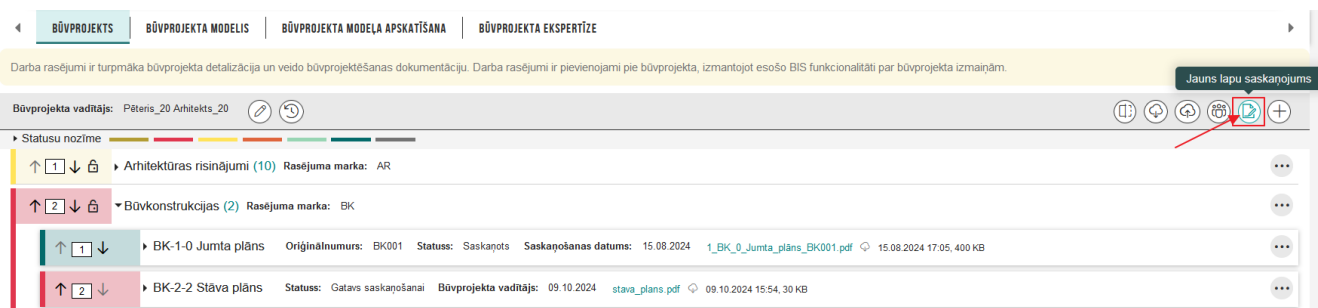 BŪVPROJEKTS BŪVPROJEKTA MODELIS BŪVPROJEKTA MODEĻA APSKATĪŠANA BŪVPROJEKTA EKSPERTĪZE
Darba rasējumi ir turpmāka būvprojekta detalizācija un veido būvprojektēšanas dokumentāciju. Darba rasējumi ir pievienojami pie būvprojekta, izmantojot esošo BIS funkcionalitāti par būvprojekta izmaiņām.
Jauns lapu saskaņojums
Būvprojekta vadītājs: Pēteris_20 Arhitekts_20
Statusu nozīme
1 Arhitektūras risinājumi (10) Rasējuma marka: AR
2 Būvkonstrukcijas (2) Rasējuma marka: BK
1 BK-1-0 Jumta plāns Oriģinālnumurs: BK001 Statuss: Saskaņots Saskaņošanas datums: 15.08.2024 1_BK_0_Jumta_plāns_BK001.pdf 15.08.2024 17:05, 400 KB
2 BK-2-2 Stāva plāns Statuss: Gatavs saskaņošanai Būvprojekta vadītājs: 09.10.2024 stava_plans.pdf 09.10.2024 15:54, 30 KB